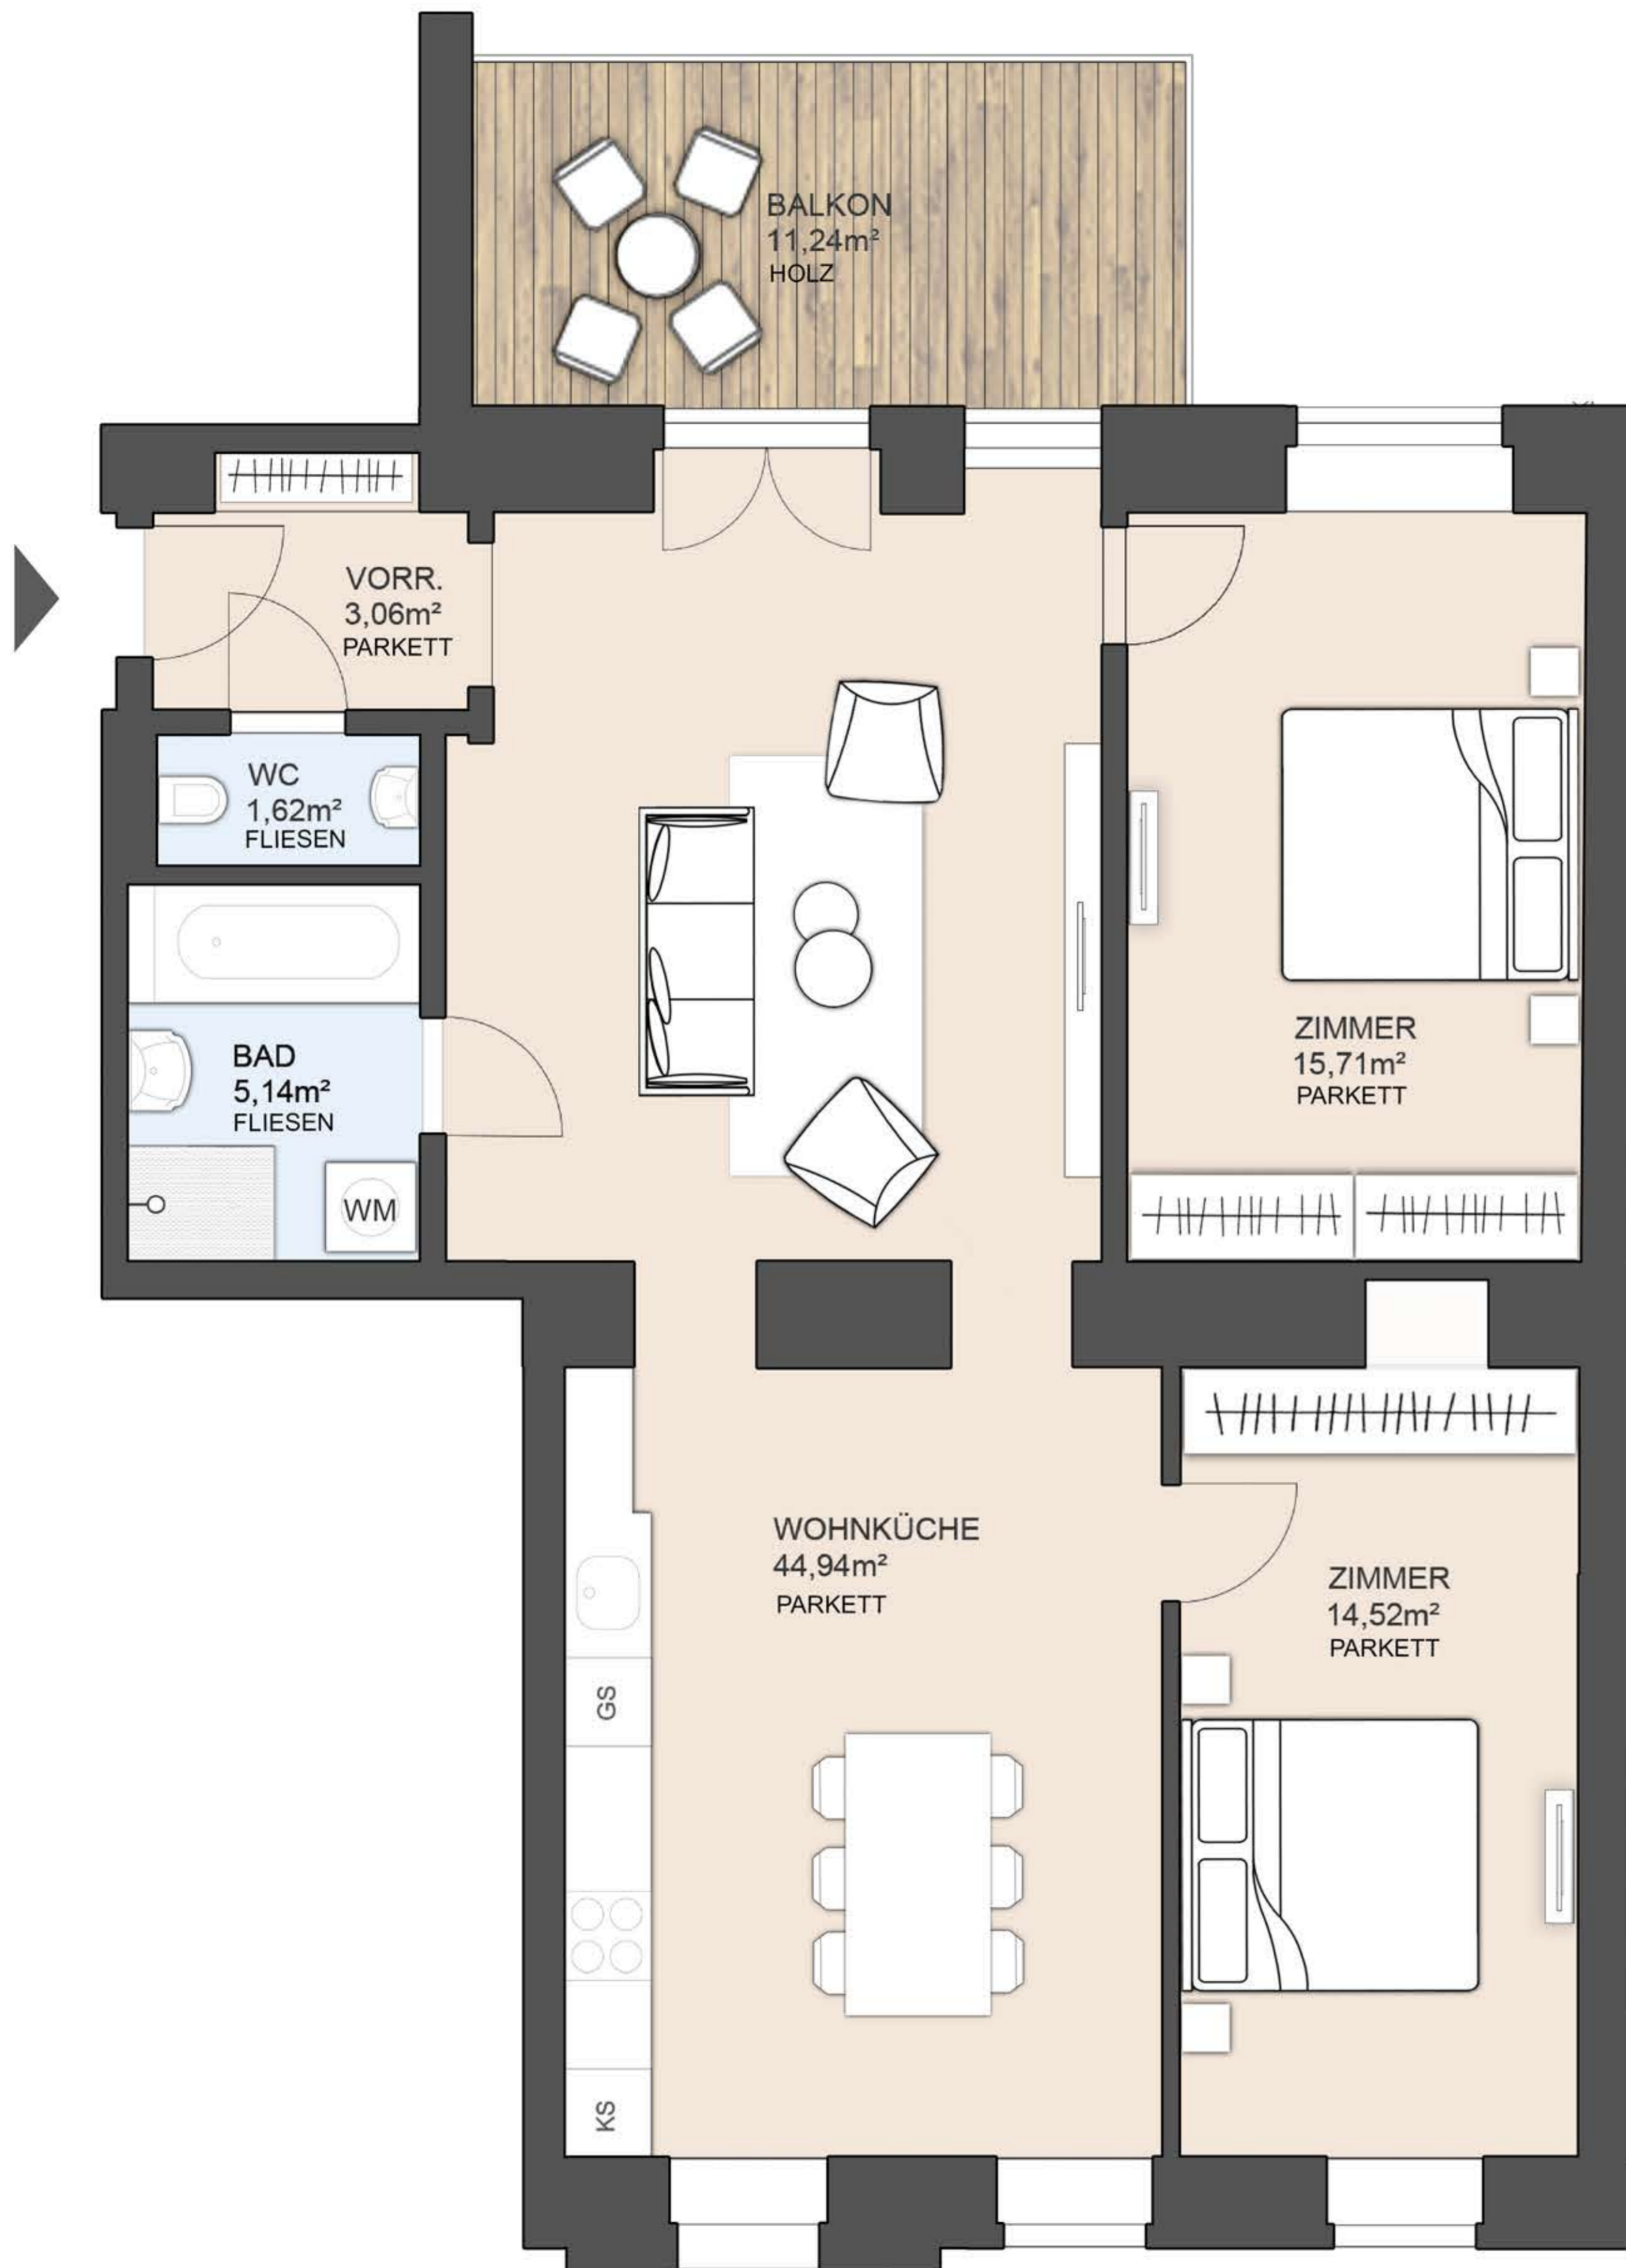 BALKON
11,24m²
HOLZ
VORR.
3,06m²
PARKETT
WC
1,62m²
FLIESEN
BAD
5,14m²
FLIESEN
WM
ZIMMER
15,71m²
PARKETT
WOHNKÜCHE
44,94m²
PARKETT
ZIMMER
14,52m²
PARKETT
GS
KS